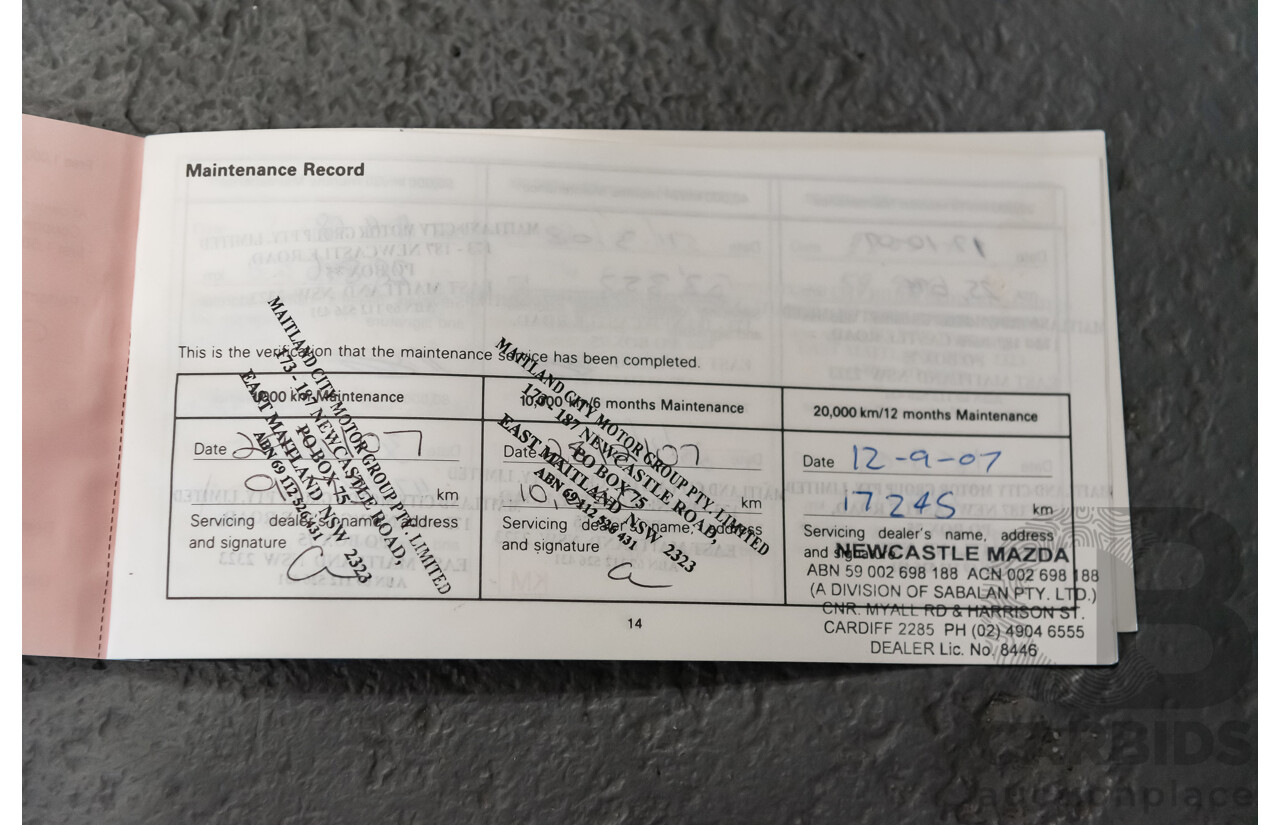 Maintenance Record
This is the verification that the maintenance service has been completed.
Maintenance
10,000 km/6 months Maintenance
20,000 km/12 months Maintenance
Date
07
km
Servicing dealer's name, address
and signature
MAITLAND CITY MOTOR GROUP PTY. LIMITED
173 - 187 NEWCASTLE ROAD,
PO BOX 75
EAST MAITLAND NSW 2323
ABN 69 112 526 431
Date
07
km
Servicing dealer's name, address
and signature
MAITLAND CITY MOTOR GROUP PTY. LIMITED
173 - 187 NEWCASTLE ROAD,
PO BOX 75
EAST MAITLAND NSW 2323
ABN 69 112 526 431
Date 12-9-07
17245 km
Servicing dealer's name, address
and signature
NEWCASTLE MAZDA
ABN 59 002 698 188 ACN 002 698 188
(A DIVISION OF SABALAN PTY. LTD.)
CNR. MYALL RD & HARRISON ST.
CARDIFF 2285 PH (02) 4904 6555
DEALER Lic. No. 8446
14
CARBIDS
auctionplace